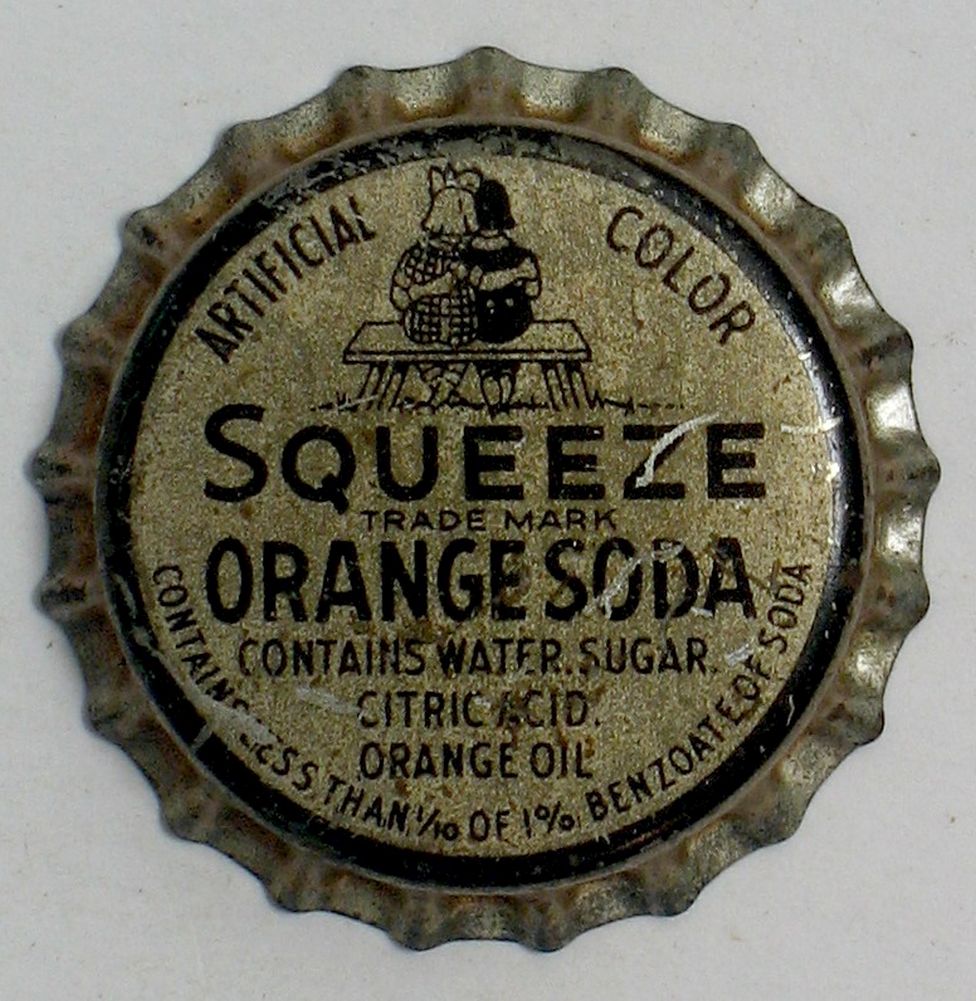 ARTIFICIAL COLOR
SQUEEZE
TRADE MARK
ORANGE SODA
CONTAINS WATER. SUGAR.
CITRIC ACID.
ORANGE OIL
CONTAINS LESS THAN 1/10 OF 1% BENZOATE OF SODA